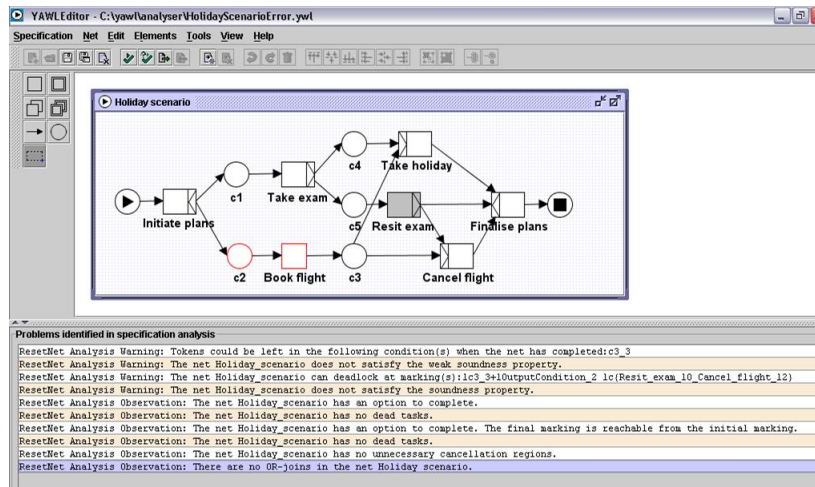 YAWLEditor - C:\yawl\analyser\HolidayScenarioError.ywl
Specification Net Edit Elements Tools View Help
Holiday scenario
c4
Take holiday
c1
Take exam
Initiate plans
c5
Resit exam
Finalise plans
c2
Book flight
c3
Cancel flight
Problems identified in specification analysis
ResetNet Analysis Warning: Tokens could be left in the following condition(s) when the net has completed:c3_3
ResetNet Analysis Warning: The net Holiday_scenario does not satisfy the weak soundness property.
ResetNet Analysis Warning: The net Holiday_scenario can deadlock at marking(s):1c3_3+1OutputCondition_2 1c(Resit_exam_10_Cancel_flight_12)
ResetNet Analysis Warning: The net Holiday_scenario does not satisfy the soundness property.
ResetNet Analysis Observation: The net Holiday_scenario has an option to complete.
ResetNet Analysis Observation: The net Holiday_scenario has no dead tasks.
ResetNet Analysis Observation: The net Holiday_scenario has an option to complete. The final marking is reachable from the initial marking.
ResetNet Analysis Observation: The net Holiday_scenario has no dead tasks.
ResetNet Analysis Observation: The net Holiday_scenario has no unnecessary cancellation regions.
ResetNet Analysis Observation: There are no OR-joins in the net Holiday scenario.